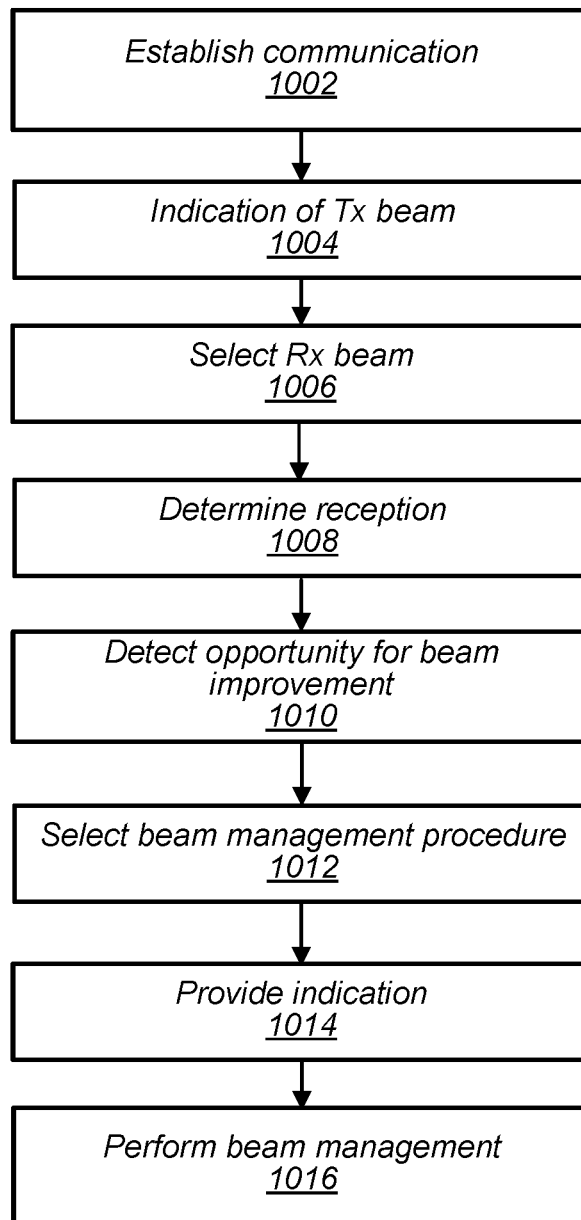 Establish communication
1002
Indication of Tx beam
1004
Select Rx beam
1006
Determine reception
1008
Detect opportunity for beam
improvement
1010
Select beam management procedure
1012
Provide indication
1014
Perform beam management
1016